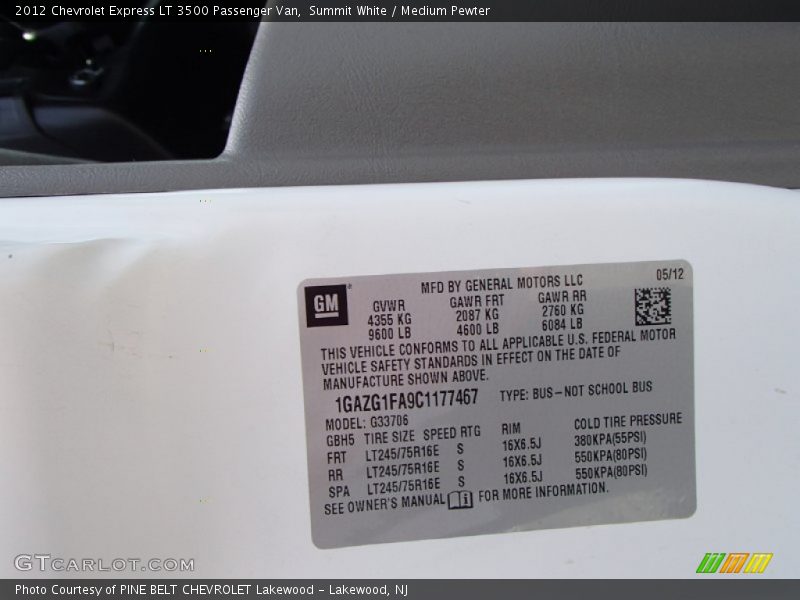 2012 Chevrolet Express LT 3500 Passenger Van, Summit White / Medium Pewter
GM
MFD BY GENERAL MOTORS LLC 05/12
GVWR GAWR FRT GAWR RR
4355 KG 2087 KG 2760 KG
9600 LB 4600 LB 6084 LB
THIS VEHICLE CONFORMS TO ALL APPLICABLE U.S. FEDERAL MOTOR
VEHICLE SAFETY STANDARDS IN EFFECT ON THE DATE OF
MANUFACTURE SHOWN ABOVE.
1GAZG1FA9C1177467 TYPE: BUS-NOT SCHOOL BUS
MODEL: G33706
GBH5 TIRE SIZE SPEED RTG RIM COLD TIRE PRESSURE
FRT LT245/75R16E S 16X6.5J 380KPA(55PSI)
RR LT245/75R16E S 16X6.5J 550KPA(80PSI)
SPA LT245/75R16E S 16X6.5J 550KPA(80PSI)
SEE OWNER'S MANUAL FOR MORE INFORMATION.
GTCARLOT.COM
Photo Courtesy of PINE BELT CHEVROLET Lakewood - Lakewood, NJ